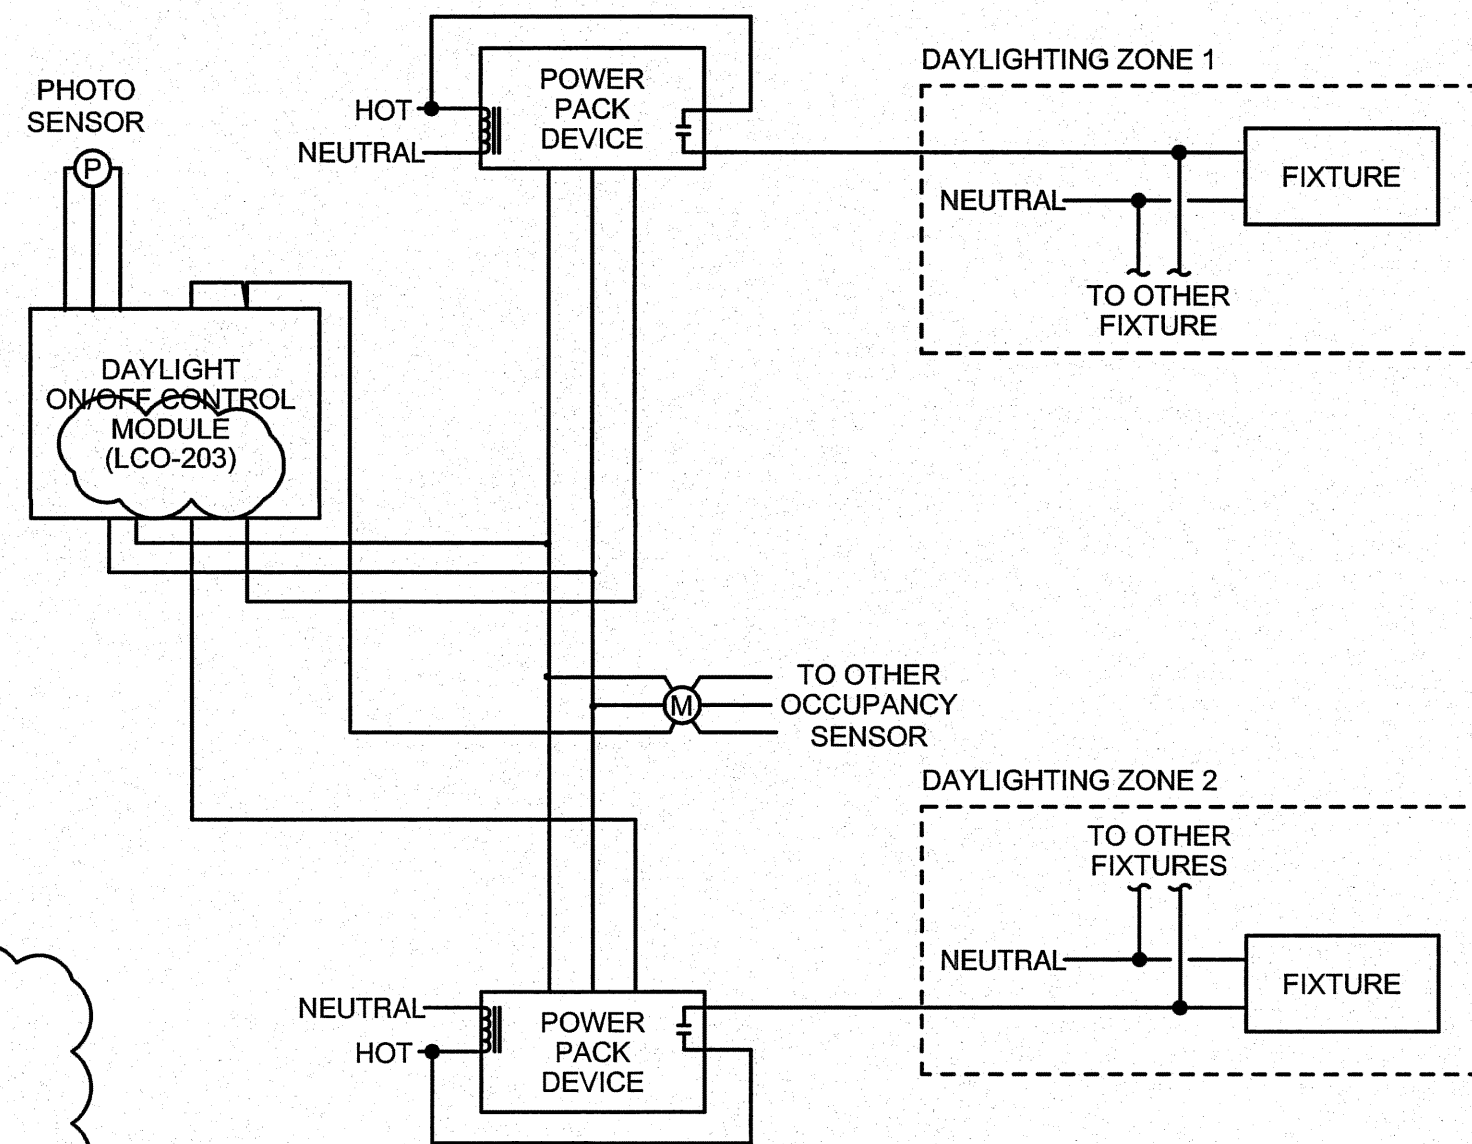 DAYLIGHTING ZONE 1
PHOTO
SENSOR
P
HOT
NEUTRAL
POWER
PACK
DEVICE
FIXTURE
NEUTRAL
TO OTHER
FIXTURE
DAYLIGHT
ON/OFF CONTROL
MODULE
(LCO-203)
TO OTHER
OCCUPANCY
SENSOR
M
DAYLIGHTING ZONE 2
TO OTHER
FIXTURES
NEUTRAL
FIXTURE
NEUTRAL
HOT
POWER
PACK
DEVICE